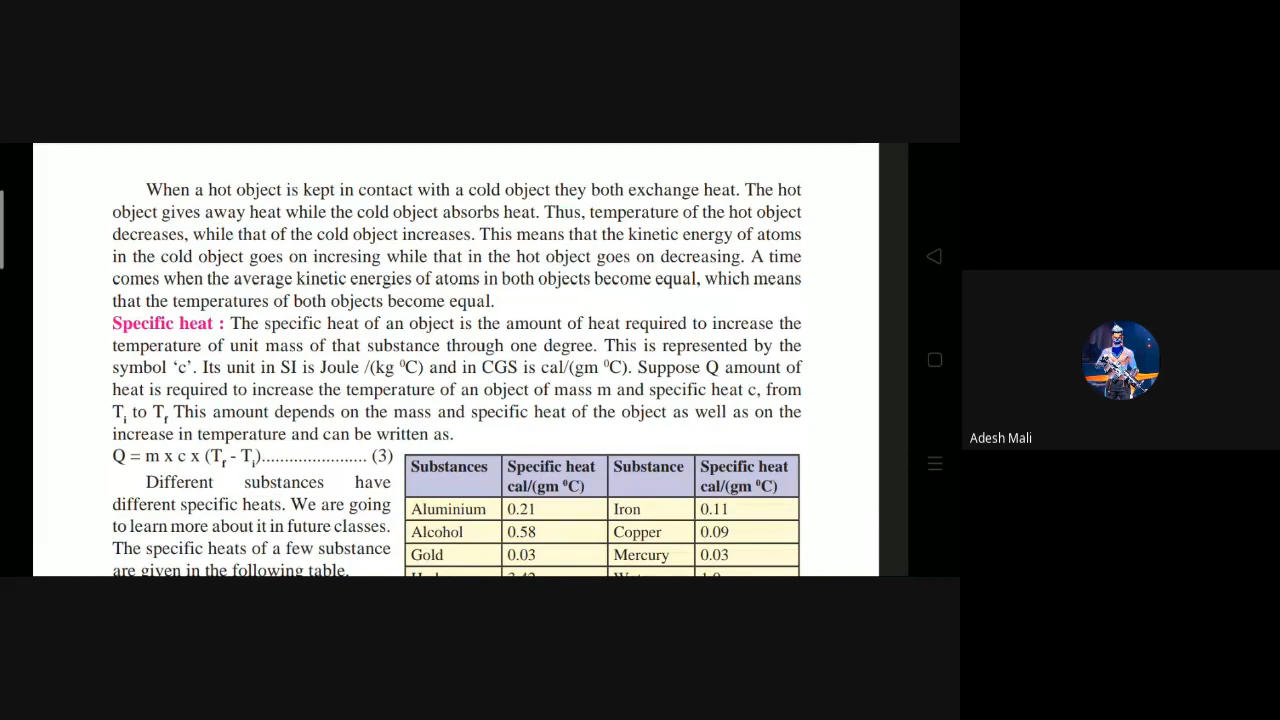 When a hot object is kept in contact with a cold object they both exchange heat. The hot
object gives away heat while the cold object absorbs heat. Thus, temperature of the hot object
decreases, while that of the cold object increases. This means that the kinetic energy of atoms
in the cold object goes on incresing while that in the hot object goes on decreasing. A time
comes when the average kinetic energies of atoms in both objects become equal, which means
that the temperatures of both objects become equal.
Specific heat : The specific heat of an object is the amount of heat required to increase the
temperature of unit mass of that substance through one degree. This is represented by the
symbol ‘c’. Its unit in SI is Joule /(kg ⁰C) and in CGS is cal/(gm ⁰C). Suppose Q amount of
heat is required to increase the temperature of an object of mass m and specific heat c, from
Tᵢ to T_f This amount depends on the mass and specific heat of the object as well as on the
increase in temperature and can be written as.
Q = m x c x (T_f - Tᵢ)....................... (3)
Different substances have
different specific heats. We are going
to learn more about it in future classes.
The specific heats of a few substance
are given in the following table.
Substances Specific heat cal/(gm ⁰C) Substance Specific heat cal/(gm ⁰C)
Aluminium 0.21 Iron 0.11
Alcohol 0.58 Copper 0.09
Gold 0.03 Mercury 0.03
Adesh Mali